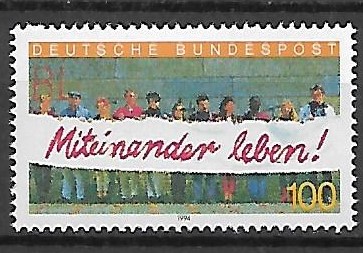 DEUTSCHE BUNDESPOST
Miteinander leben!
100
1994